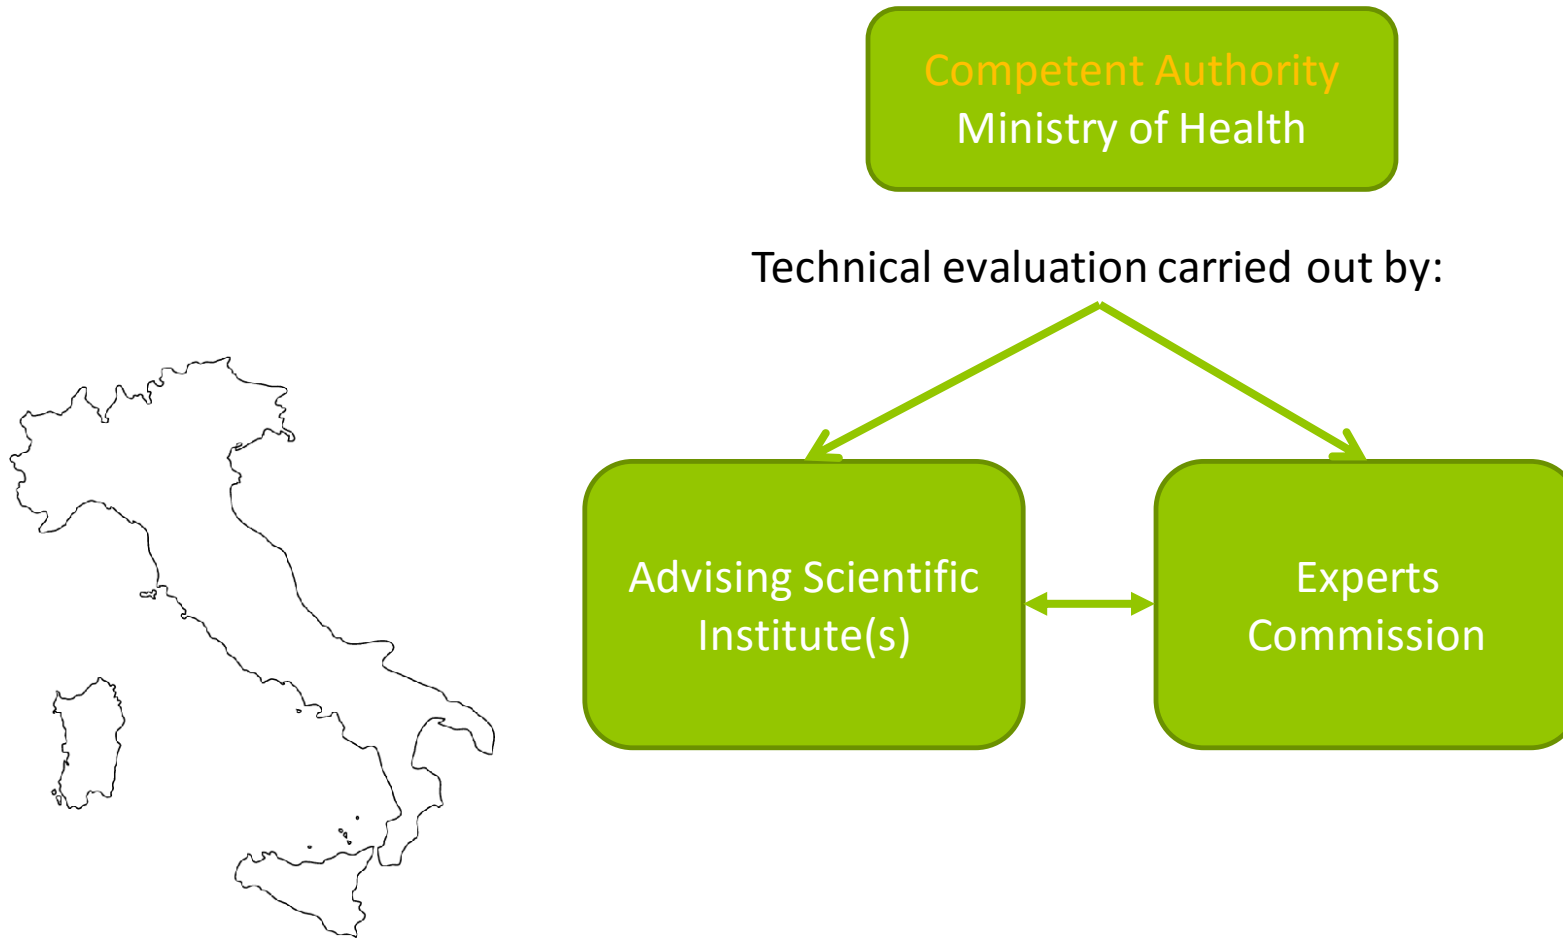 Competent Authority
Ministry of Health
Technical evaluation carried out by:
Advising Scientific
Institute(s)
Experts
Commission